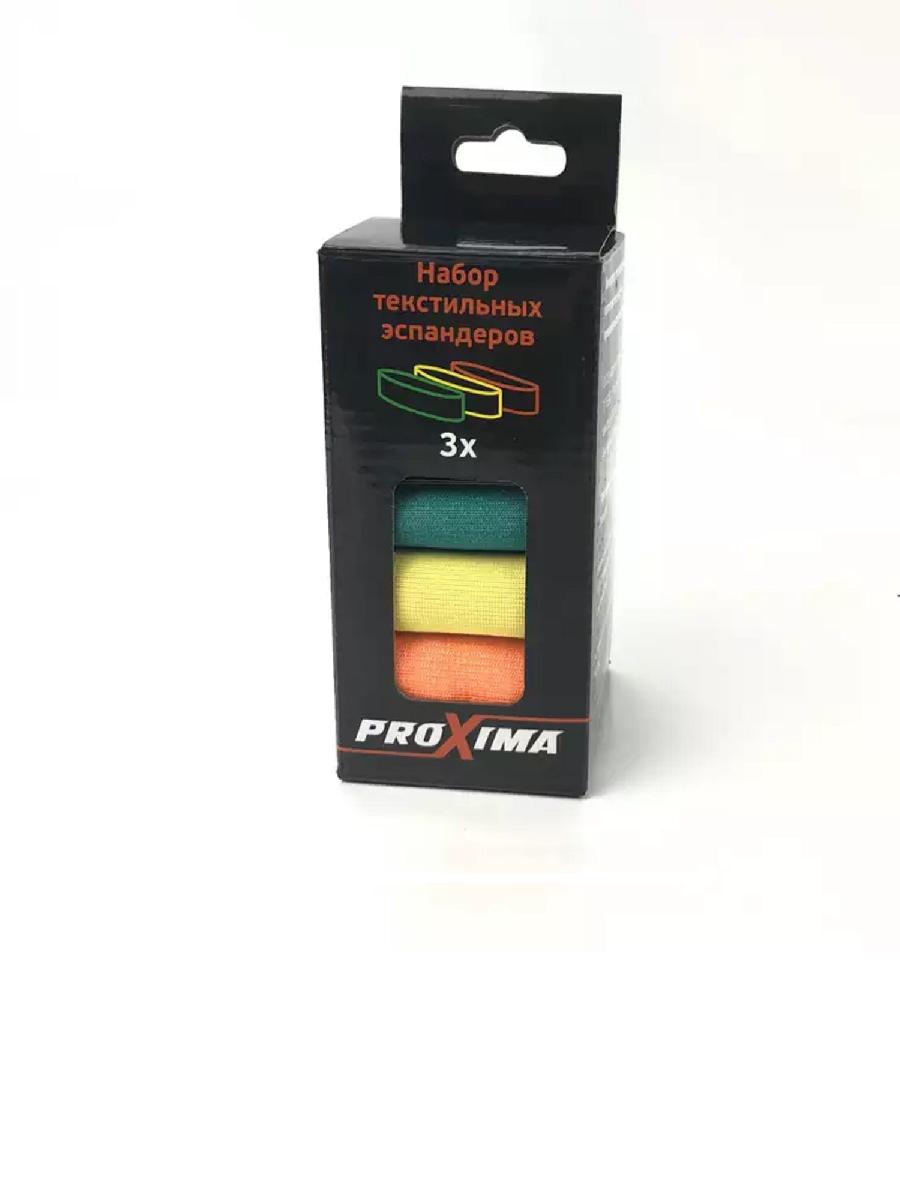 Набор
текстильных
эспандеров
3x
PROXIMA